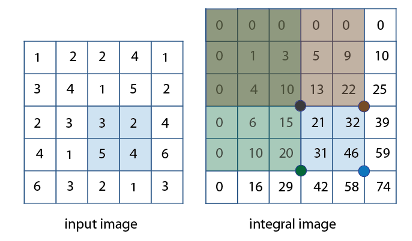 1 2 2 4 1
3 4 1 5 2
2 3 3 2 4
4 1 5 4 6
6 3 2 1 3
input image
0 0 0 0 0 0
0 1 3 5 9 10
0 4 10 13 22 25
0 6 15 21 32 39
0 10 20 31 46 59
0 16 29 42 58 74
integral image